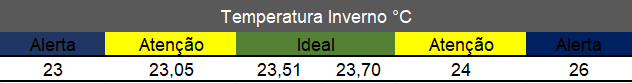 Temperatura Inverno °C
Alerta Atenção Ideal Atenção Alerta
23 23,05 23,51 23,70 24 26